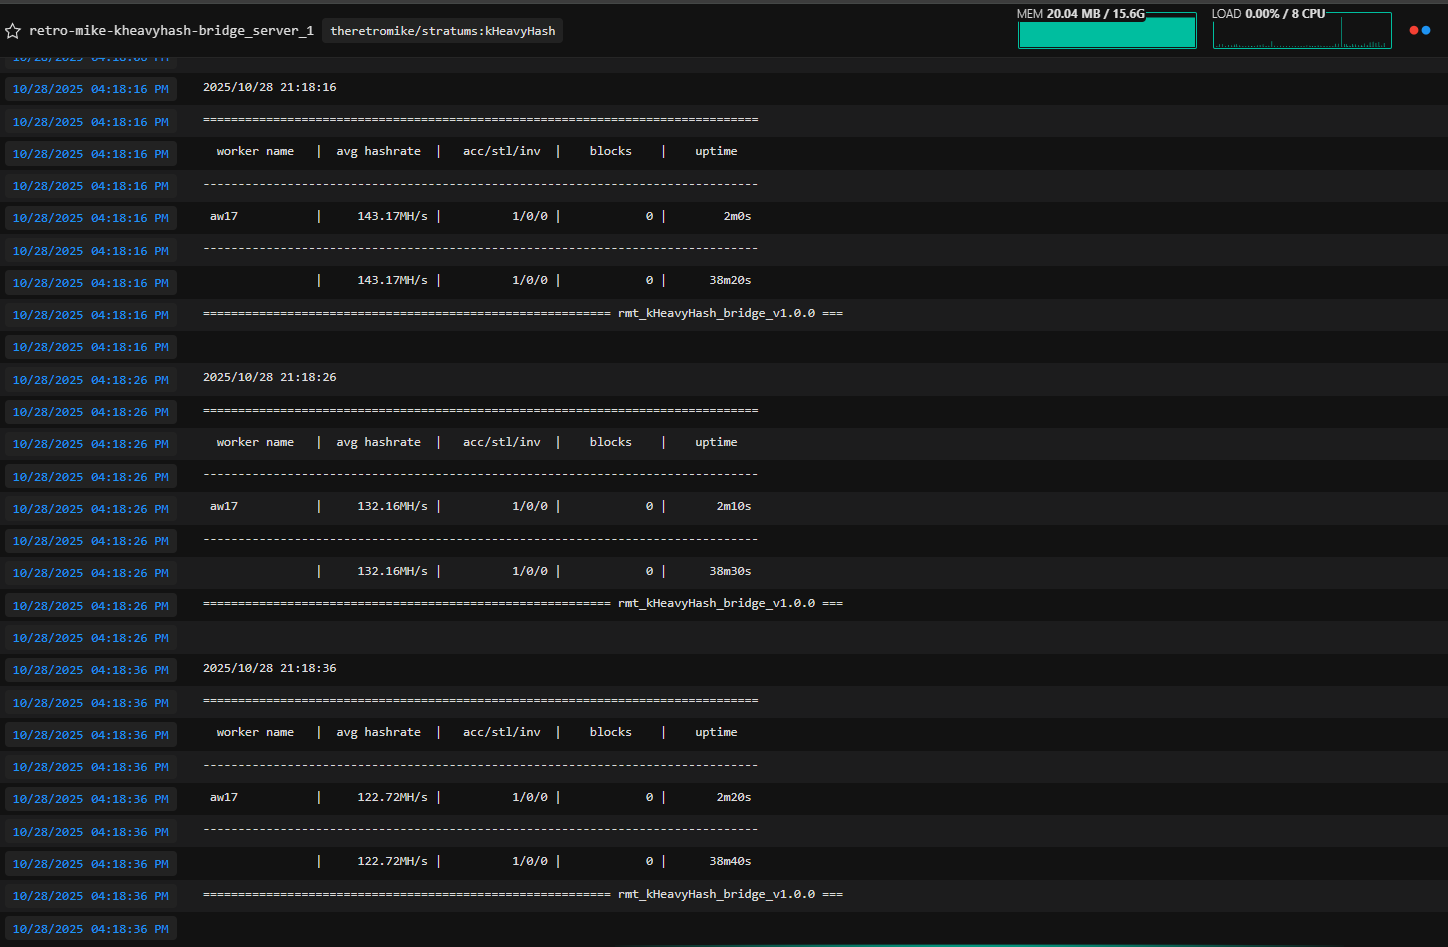 retro-mike-kheavyhash-bridge_server_1 theretromike/stratums:kHeavyHash MEM 20.04 MB / 15.6G LOAD 0.00% / 8 CPU
10/28/2025 04:18:16 PM 2025/10/28 21:18:16
10/28/2025 04:18:16 PM ===============================================================================
10/28/2025 04:18:16 PM worker name | avg hashrate | acc/stl/inv | blocks | uptime
10/28/2025 04:18:16 PM -------------------------------------------------------------------------------
10/28/2025 04:18:16 PM aw17 | 143.17MH/s | 1/0/0 | 0 | 2m0s
10/28/2025 04:18:16 PM -------------------------------------------------------------------------------
10/28/2025 04:18:16 PM | 143.17MH/s | 1/0/0 | 0 | 38m20s
10/28/2025 04:18:16 PM ========================================================== rmt_kHeavyHash_bridge_v1.0.0 ===
10/28/2025 04:18:16 PM
10/28/2025 04:18:26 PM 2025/10/28 21:18:26
10/28/2025 04:18:26 PM ===============================================================================
10/28/2025 04:18:26 PM worker name | avg hashrate | acc/stl/inv | blocks | uptime
10/28/2025 04:18:26 PM -------------------------------------------------------------------------------
10/28/2025 04:18:26 PM aw17 | 132.16MH/s | 1/0/0 | 0 | 2m10s
10/28/2025 04:18:26 PM -------------------------------------------------------------------------------
10/28/2025 04:18:26 PM | 132.16MH/s | 1/0/0 | 0 | 38m30s
10/28/2025 04:18:26 PM ========================================================== rmt_kHeavyHash_bridge_v1.0.0 ===
10/28/2025 04:18:26 PM
10/28/2025 04:18:36 PM 2025/10/28 21:18:36
10/28/2025 04:18:36 PM ===============================================================================
10/28/2025 04:18:36 PM worker name | avg hashrate | acc/stl/inv | blocks | uptime
10/28/2025 04:18:36 PM -------------------------------------------------------------------------------
10/28/2025 04:18:36 PM aw17 | 122.72MH/s | 1/0/0 | 0 | 2m20s
10/28/2025 04:18:36 PM -------------------------------------------------------------------------------
10/28/2025 04:18:36 PM | 122.72MH/s | 1/0/0 | 0 | 38m40s
10/28/2025 04:18:36 PM ========================================================== rmt_kHeavyHash_bridge_v1.0.0 ===
10/28/2025 04:18:36 PM